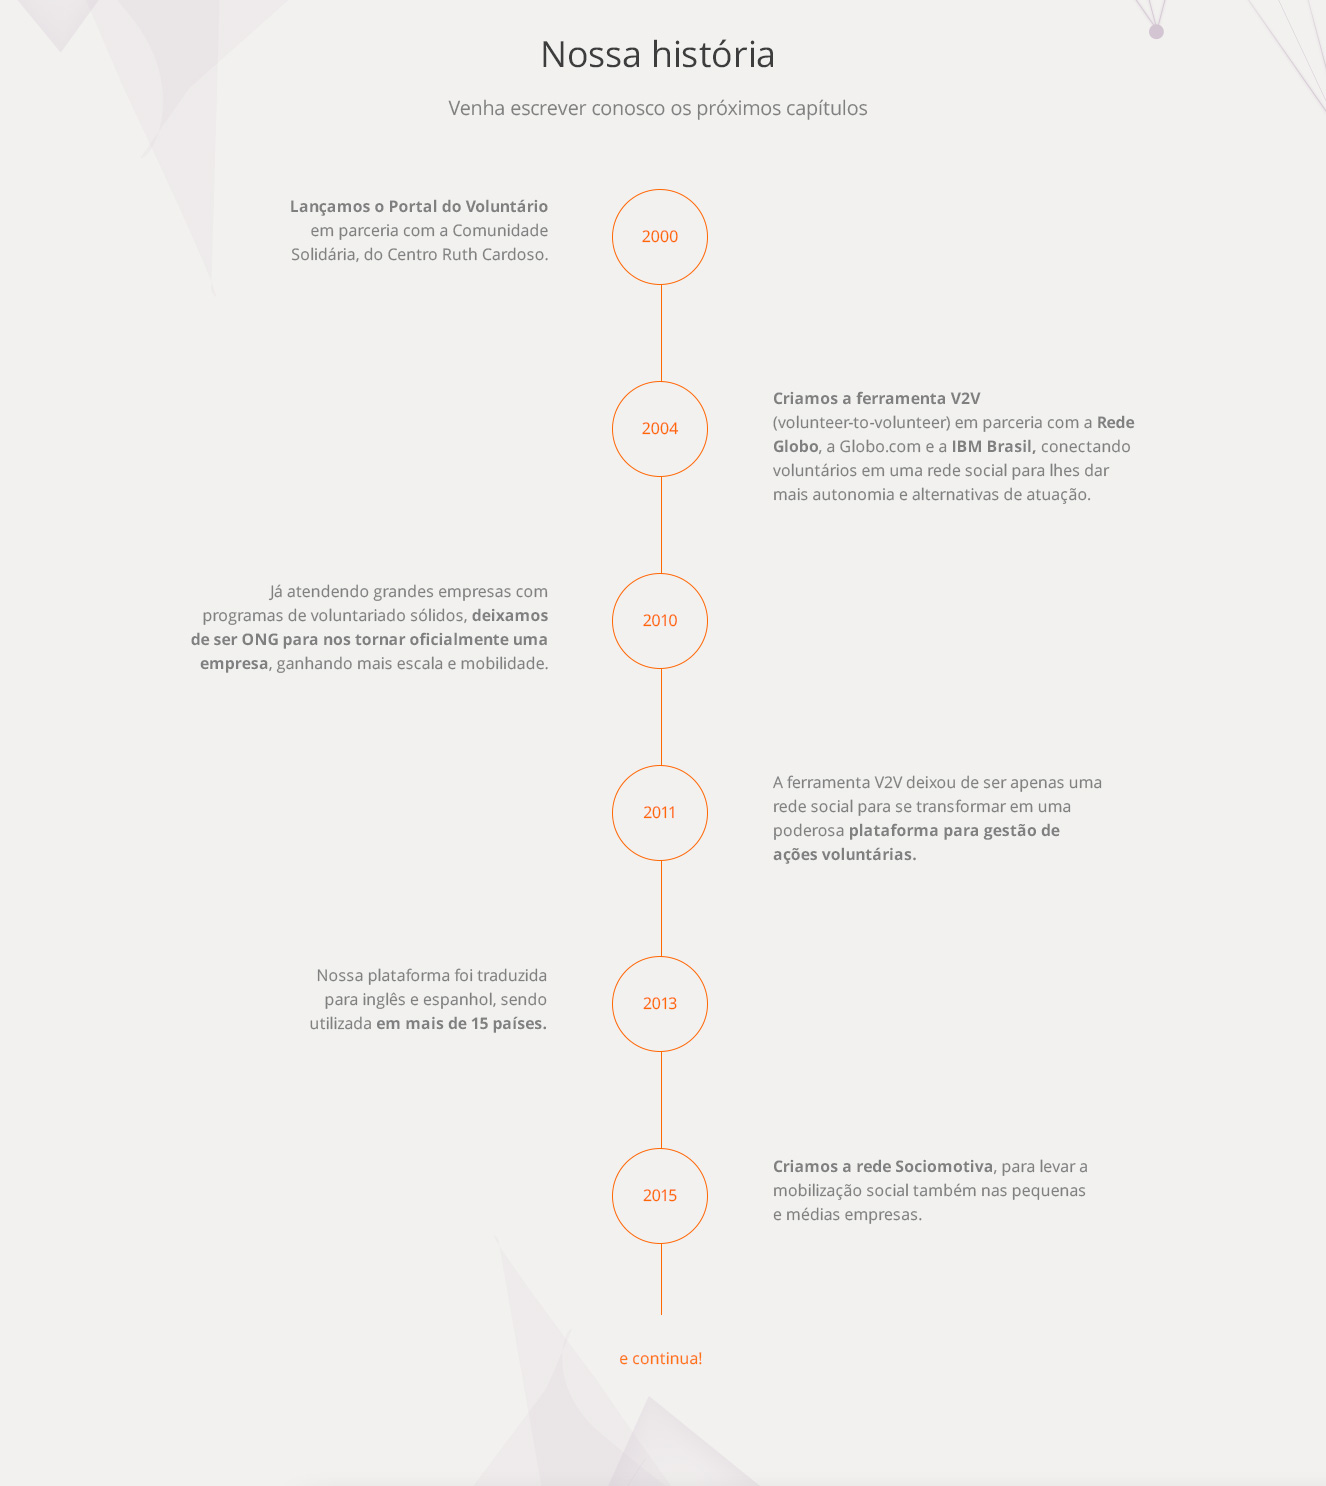 Nossa história
Venha escrever conosco os próximos capítulos
Lançamos o Portal do Voluntário
em parceria com a Comunidade
Solidária, do Centro Ruth Cardoso.
2000
2004
Criamos a ferramenta V2V
(volunteer-to-volunteer) em parceria com a Rede
Globo, a Globo.com e a IBM Brasil, conectando
voluntários em uma rede social para lhes dar
mais autonomia e alternativas de atuação.
Já atendendo grandes empresas com
programas de voluntariado sólidos, deixamos
de ser ONG para nos tornar oficialmente uma
empresa, ganhando mais escala e mobilidade.
2010
2011
A ferramenta V2V deixou de ser apenas uma
rede social para se transformar em uma
poderosa plataforma para gestão de
ações voluntárias.
Nossa plataforma foi traduzida
para inglês e espanhol, sendo
utilizada em mais de 15 países.
2013
2015
Criamos a rede Sociomotiva, para levar a
mobilização social também nas pequenas
e médias empresas.
e continua!